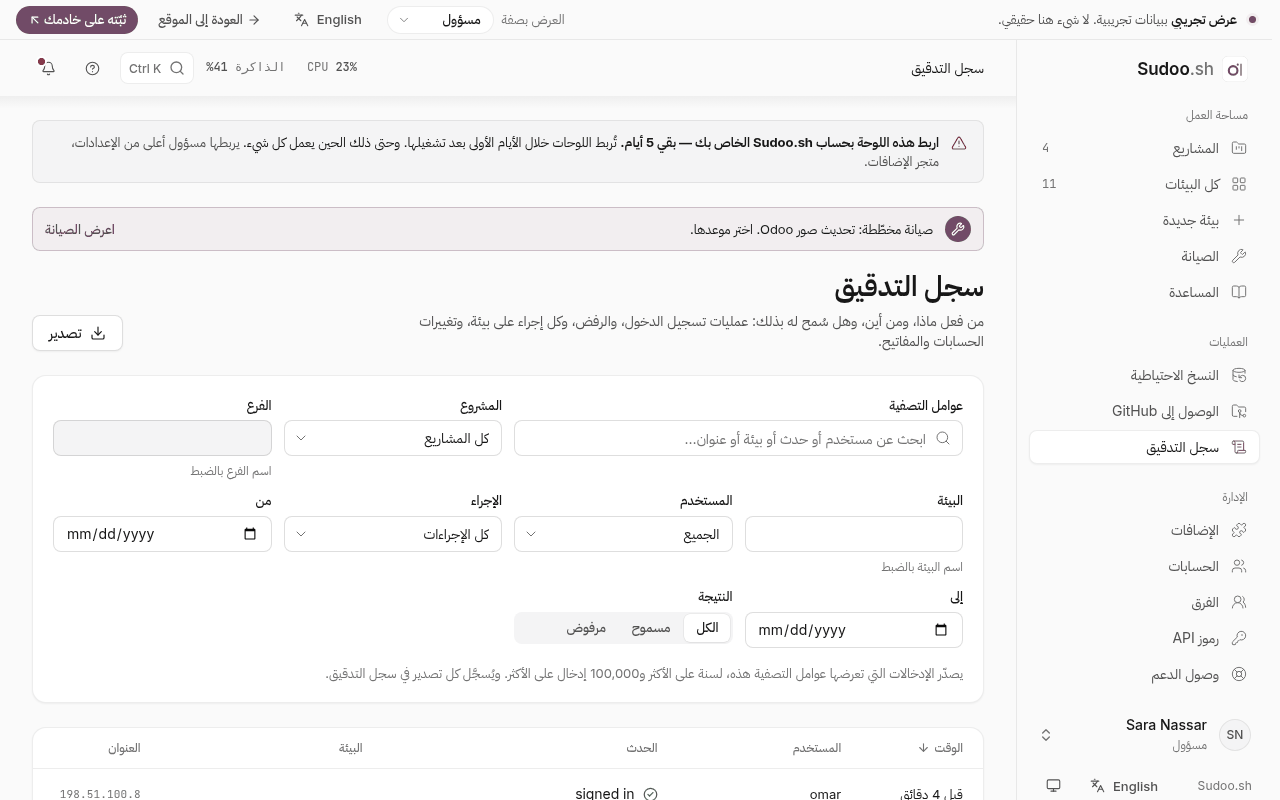 عرض تجريبي ببيانات تجريبية. لا شيء هنا حقيقي.
العرض بصفة
مسؤول
English
العودة إلى الموقع
ثبّته على خادمك
Sudoo.sh
مساحة العمل
المشاريع
4
كل البيئات
11
بيئة جديدة
الصيانة
المساعدة
العمليات
النسخ الاحتياطية
الوصول إلى GitHub
سجل التدقيق
الإدارة
الإضافات
الحسابات
الفرق
رموز API
وصول الدعم
SN
Sara Nassar
مسؤول
Sudoo.sh
English
سجل التدقيق
CPU 23%
الذاكرة 41%
Ctrl K
اربط هذه اللوحة بحساب Sudoo.sh الخاص بك — بقي 5 أيام. تُربط اللوحات خلال الأيام الأولى بعد تشغيلها. وحتى ذلك الحين يعمل كل شيء. يربطها مسؤول أعلى من الإعدادات،
متجر الإضافات.
صيانة مخطّطة: تحديث صور Odoo. اختر موعدها.
اعرض الصيانة
سجل التدقيق
من فعل ماذا، ومن أين، وهل سُمح له بذلك: عمليات تسجيل الدخول، والرفض، وكل إجراء على بيئة، وتغييرات
الحسابات والمفاتيح.
تصدير
عوامل التصفية
المشروع
الفرع
ابحث عن مستخدم أو حدث أو بيئة أو عنوان...
كل المشاريع
اسم الفرع بالضبط
البيئة
المستخدم
الإجراء
من
الجميع
كل الإجراءات
mm/dd/yyyy
اسم البيئة بالضبط
إلى
النتيجة
mm/dd/yyyy
الكل
مسموح
مرفوض
يصدّر الإدخالات التي تعرضها عوامل التصفية هذه، لسنة على الأكثر و100,000 إدخال على الأكثر. ويُسجَّل كل تصدير في سجل التدقيق.
الوقت
المستخدم
الحدث
البيئة
العنوان
قبل 4 دقائق
omar
signed in
198.51.100.8